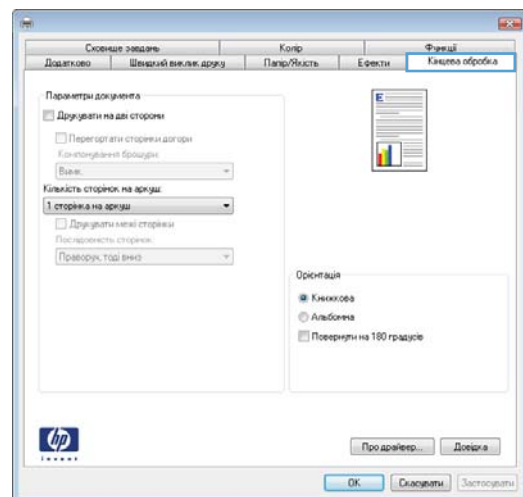 Сховище завдань Колір Функції
Додатково Швидкий виклик друку Папір/Якість Ефекти Кінцева обробка
Параметри документа
Друкувати на дві сторони
Перегортати сторінки догори
Компонування брошури:
Вимк.
Кількість сторінок на аркуш:
1 сторінка на аркуш
Друкувати межі сторінки
Послідовність сторінок:
Праворуч, тоді вниз
E
Орієнтація
Книжкова
Альбомна
Повернути на 180 градусів
hp
invent
Про драйвер... Довідка
OK Скасувати Застосувати